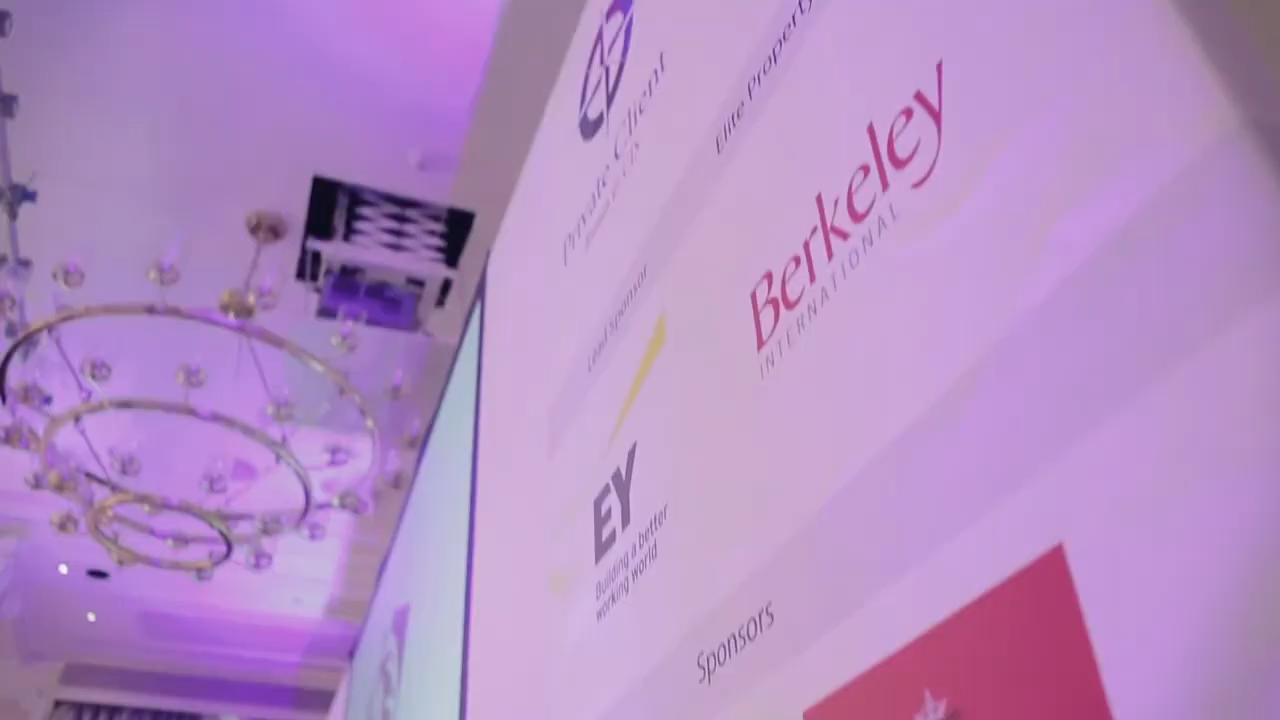 Private Client
Elite Property
Berkeley
INTERNATIONAL
Lead Sponsor
EY
Building a better
working world
Sponsors